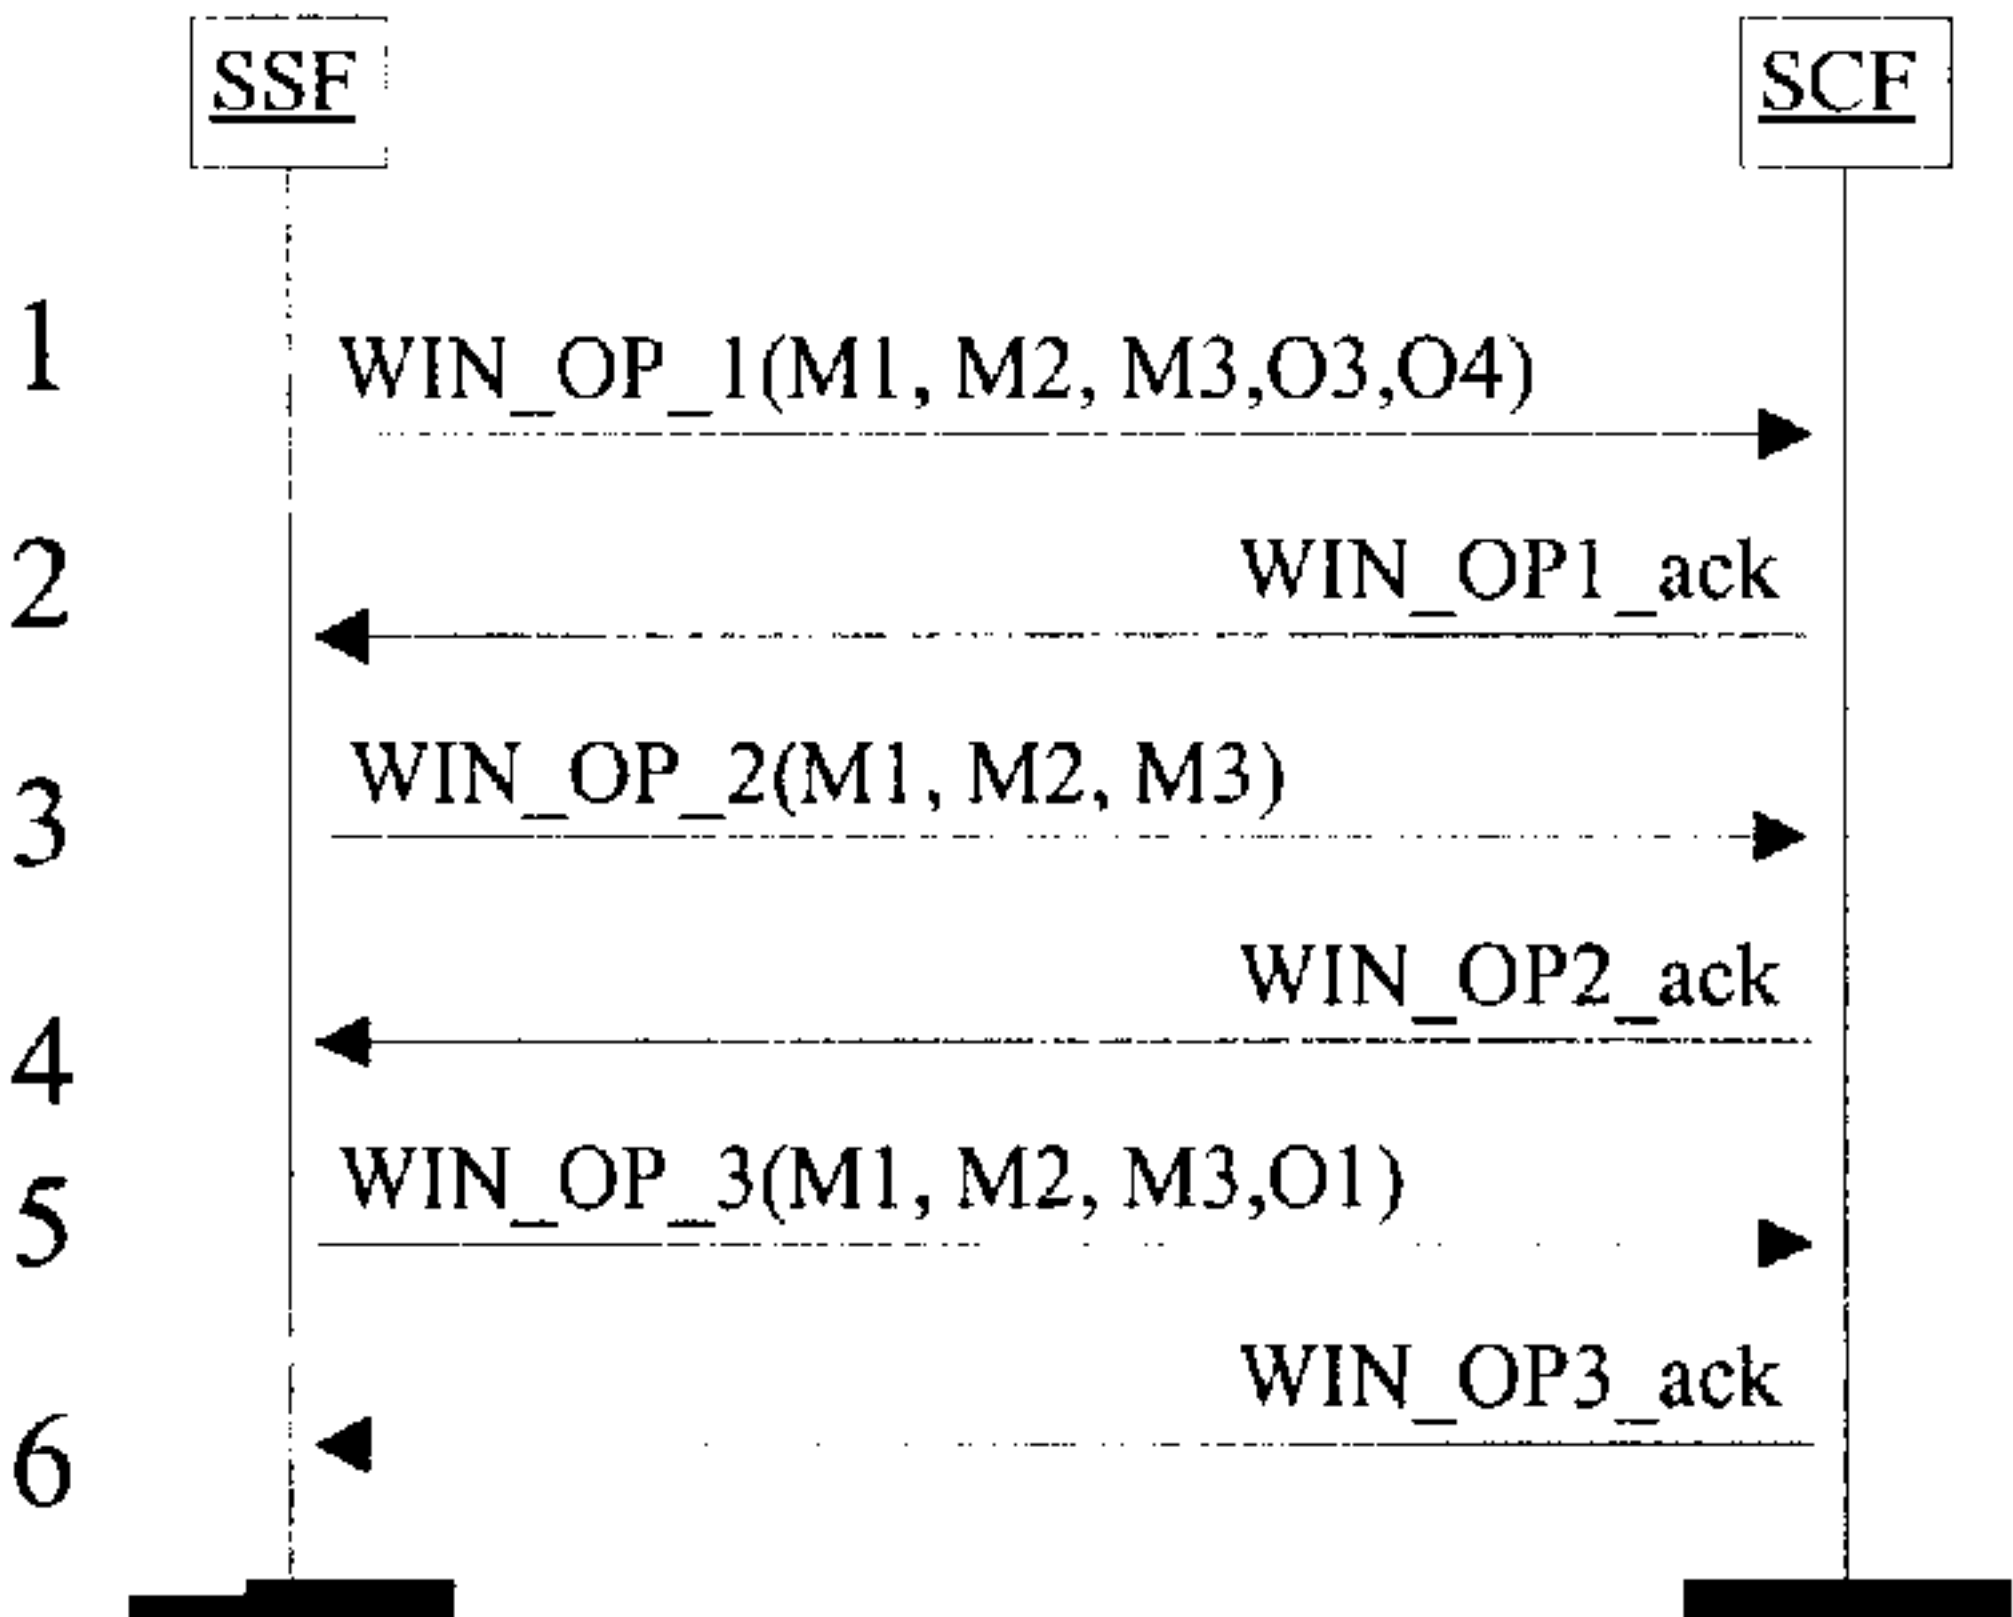 SSF
SCF
1
WIN_OP_1(M1, M2, M3,O3,O4)
2
WIN_OP1_ack
3
WIN_OP_2(M1, M2, M3)
4
WIN_OP2_ack
5
WIN_OP_3(M1, M2, M3,O1)
6
WIN_OP3_ack